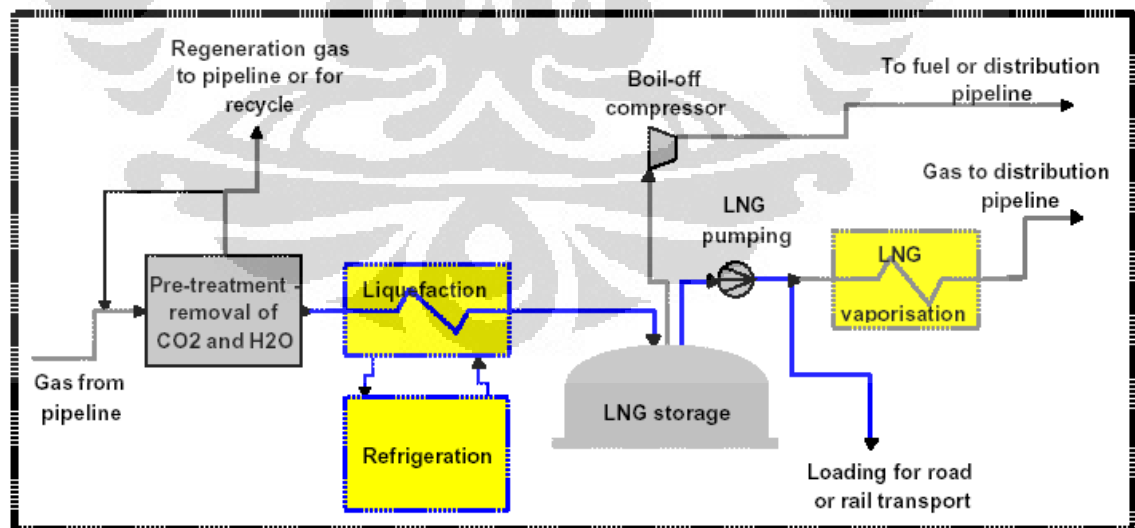 Regeneration gas
to pipeline or for
recycle
Boil-off
compressor
To fuel or distribution
pipeline
Gas to distribution
pipeline
LNG
pumping
LNG
vaporisation
Pre-treatment -
removal of
CO2 and H2O
Liquefaction
Gas from
pipeline
Refrigeration
LNG storage
Loading for road
or rail transport